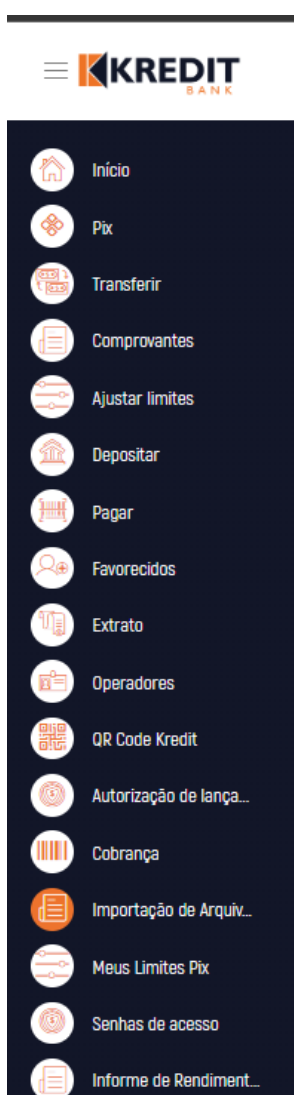 KREDIT
BANK
Início
Pix
Transferir
Comprovantes
Ajustar limites
Depositar
Pagar
Favorecidos
Extrato
Operadores
QR Code Kredit
Autorização de lança...
Cobrança
Importação de Arquiv...
Meus Limites Pix
Senhas de acesso
Informe de Rendiment...